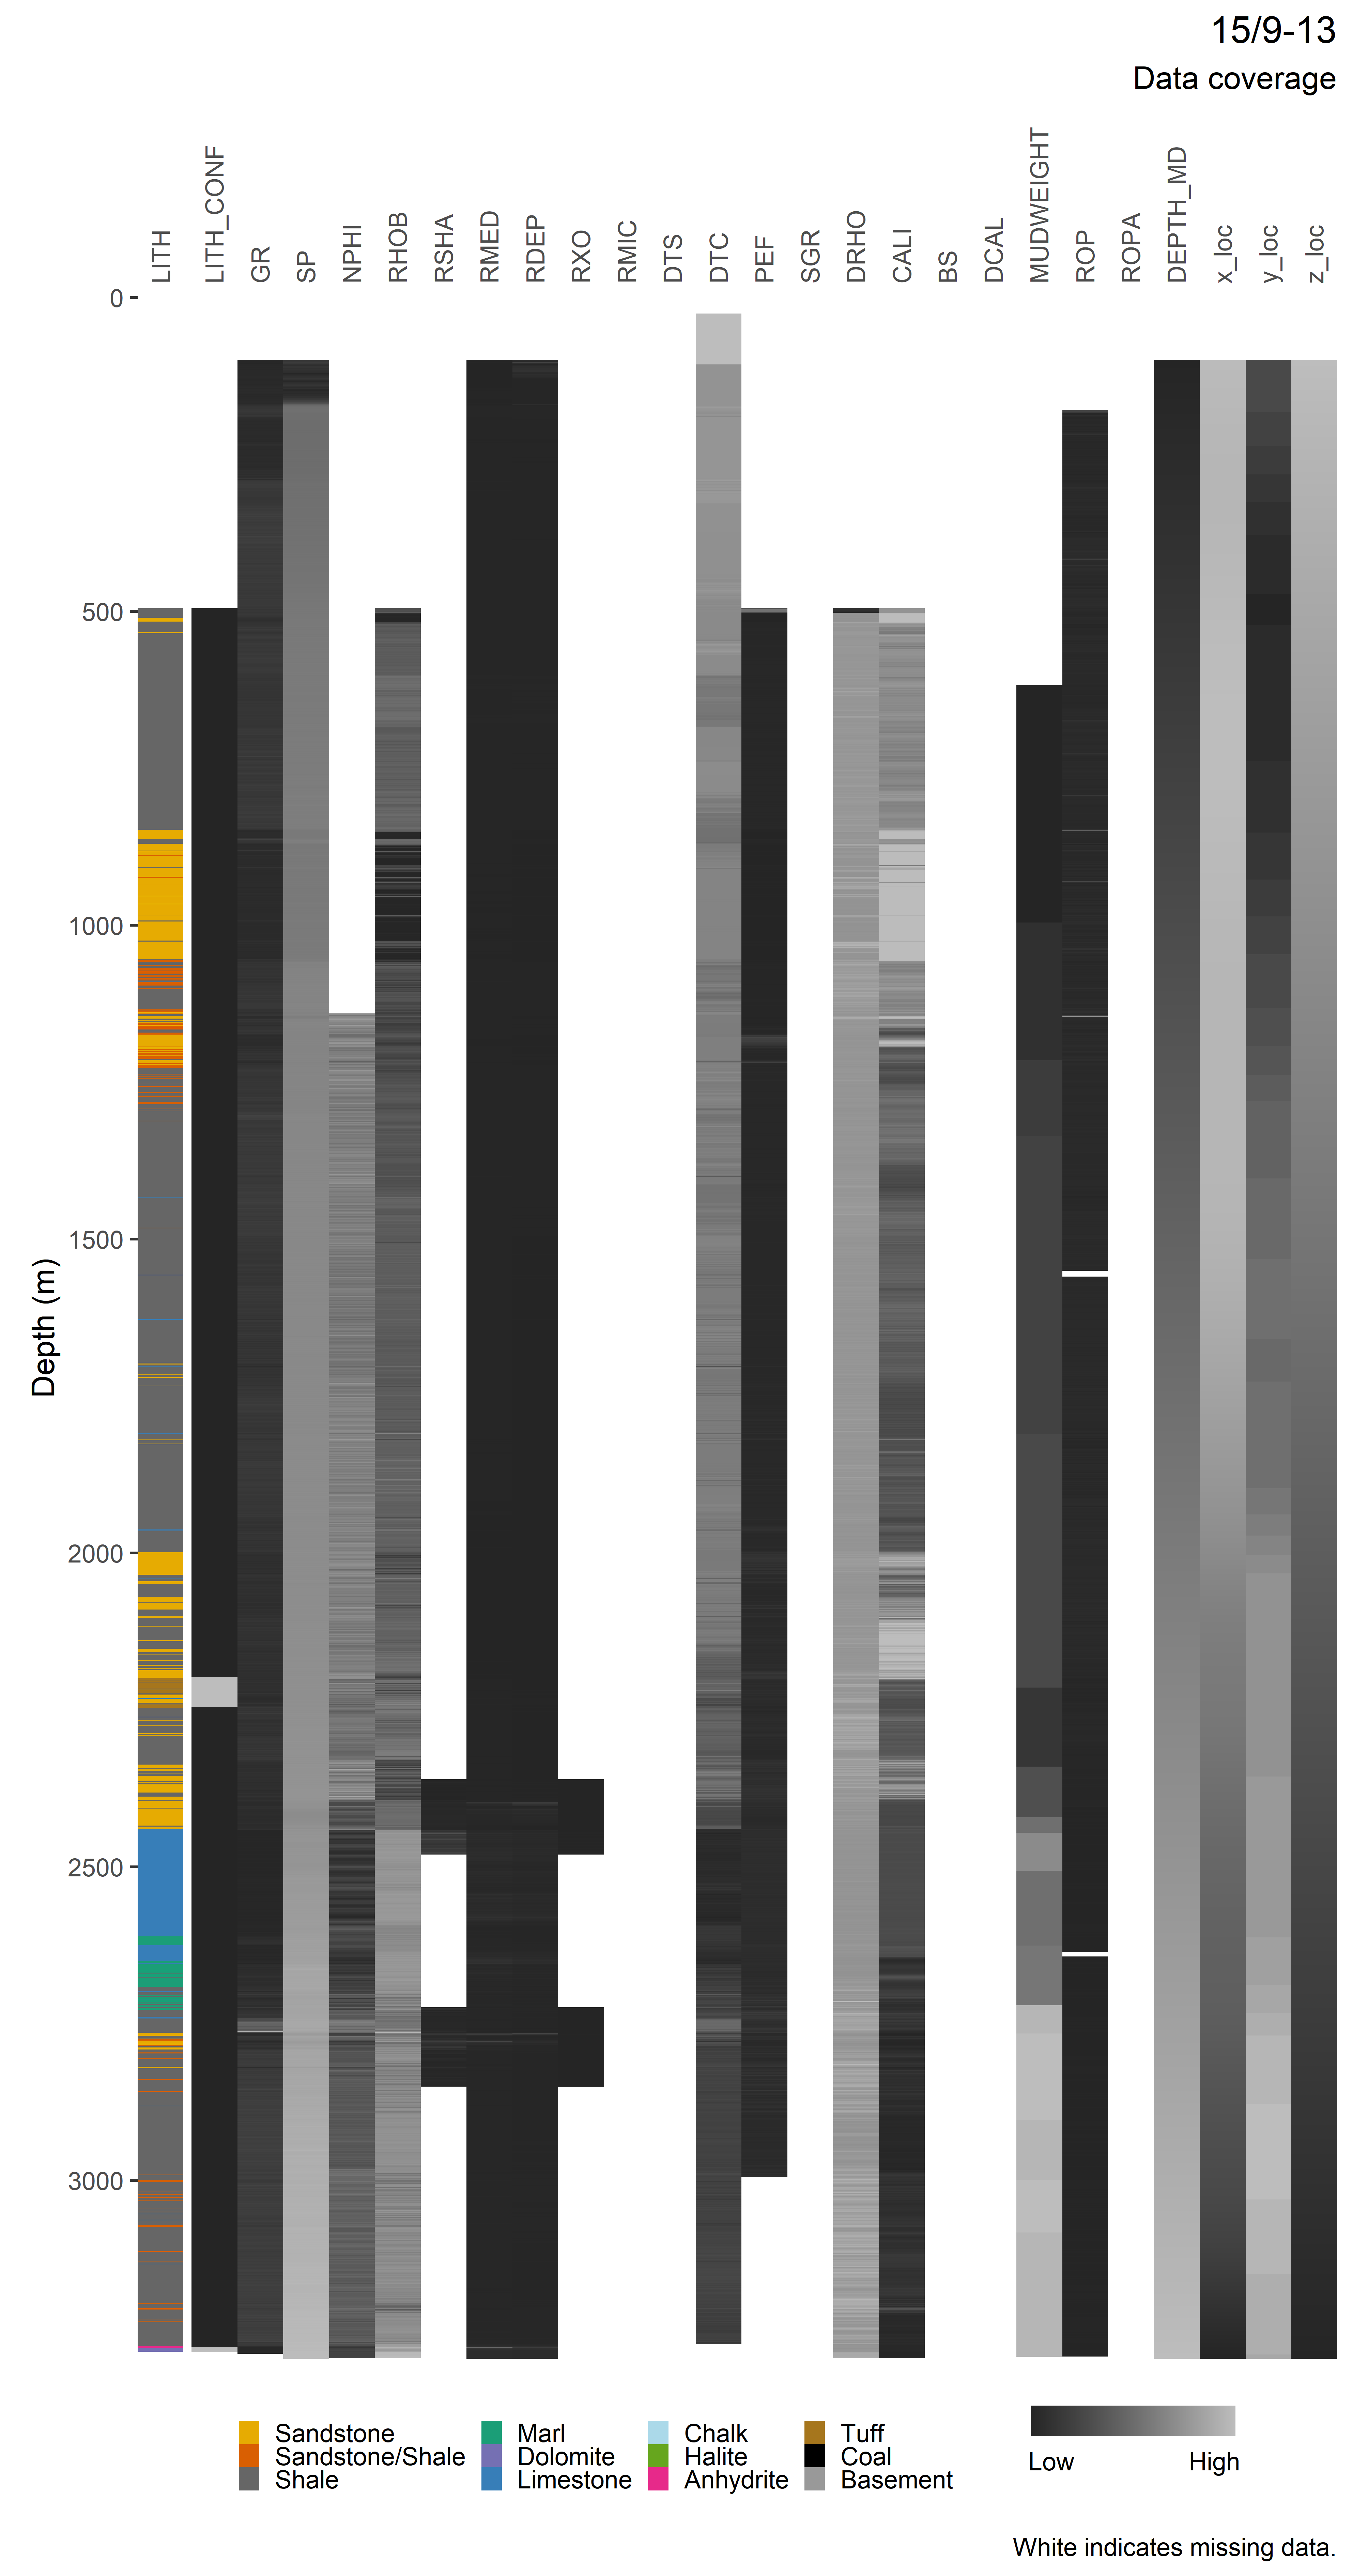 15/9-13
Data coverage
LITH
LITH_CONF
GR
SP
NPHI
RHOB
RSHA
RMED
RDEP
RXO
RMIC
DTS
DTC
PEF
SGR
DRHO
CALI
BS
DCAL
MUDWEIGHT
ROP
ROPA
DEPTH_MD
x_loc
y_loc
z_loc
0
500
1000
1500
2000
2500
3000
Depth (m)
Sandstone
Sandstone/Shale
Shale
Marl
Dolomite
Limestone
Chalk
Halite
Anhydrite
Tuff
Coal
Basement
Low High
White indicates missing data.